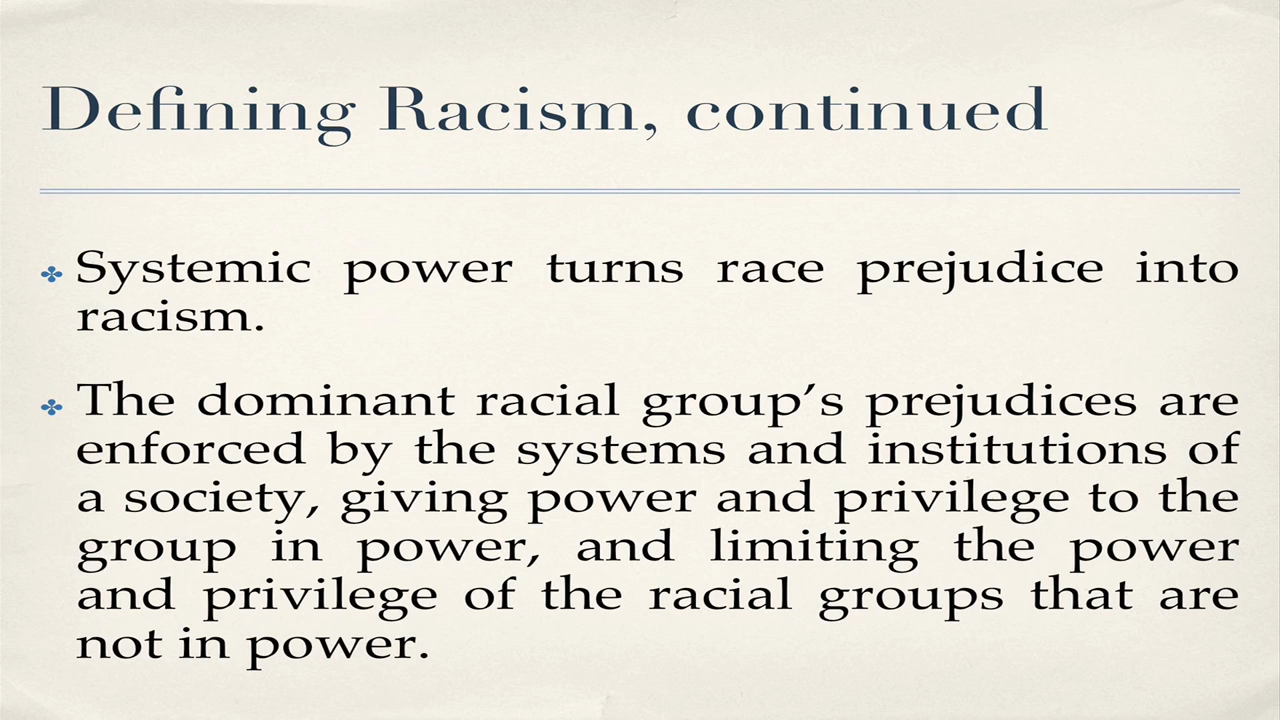 Defining Racism, continued
✤ Systemic power turns race prejudice into
racism.
✤ The dominant racial group’s prejudices are
enforced by the systems and institutions of
a society, giving power and privilege to the
group in power, and limiting the power
and privilege of the racial groups that are
not in power.